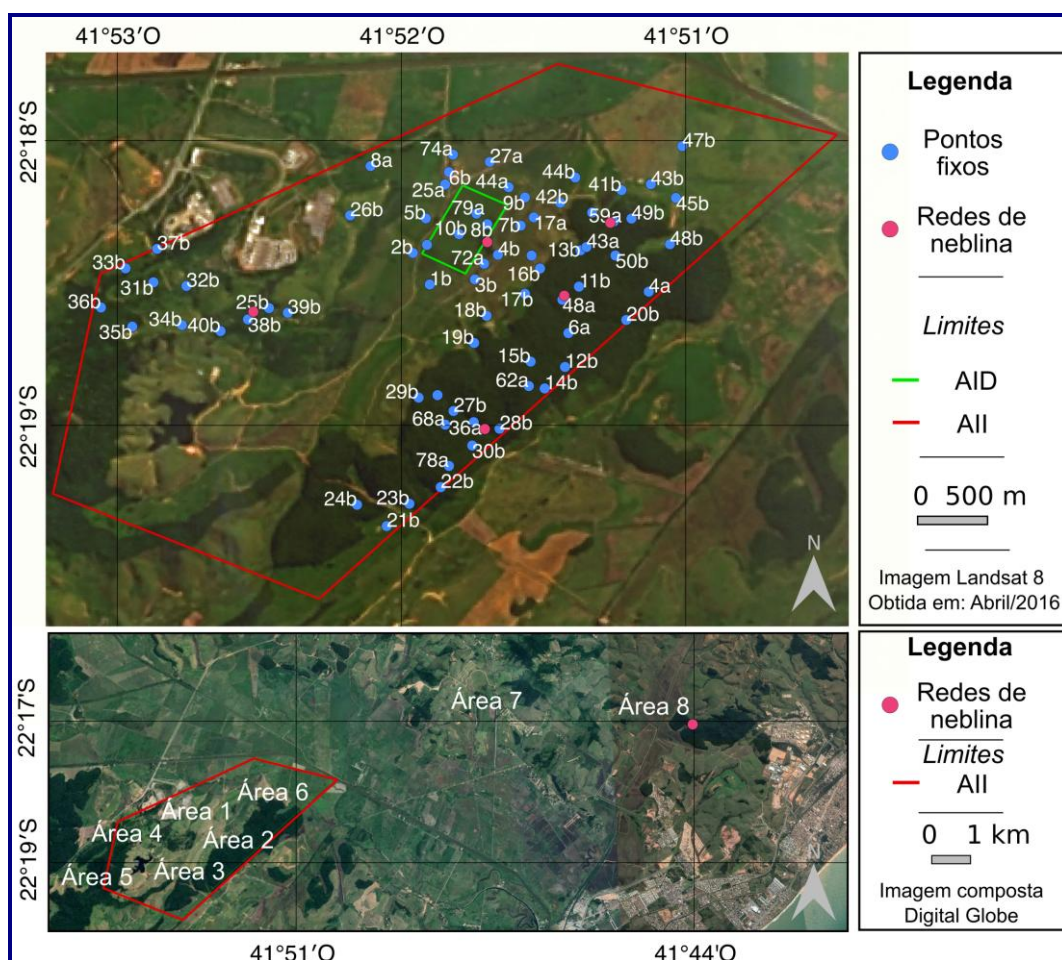 41°53′O 41°52′O 41°51′O
22°18′S
22°19′S
74a 27a 47b
8a 6b 44a 44b 43b
25a 9b 42b 41b 45b
26b 5b 79a 7b 17a 59a 49b
37b 10b 8b
2b 72a 4b 13b 43a 48b
33b 16b 50b
31b 32b 1b 3b 11b 4a
36b 25b 39b 17b 48a
35b 34b 40b 38b 18b 20b
19b 6a
15b 12b
62a 14b
29b 27b
68a 36a 28b
30b
78a
22b
24b 23b
21b
N
Legenda
Pontos
fixos
Redes de
neblina
Limites
AID
AII
0 500 m
Imagem Landsat 8
Obtida em: Abril/2016
22°17′S
22°19′S
Área 7 Área 8
Área 1 Área 6
Área 4 Área 2
Área 5 Área 3
N
41°51′O 41°44′O
Legenda
Redes de
neblina
Limites
AII
0 1 km
Imagem composta
Digital Globe